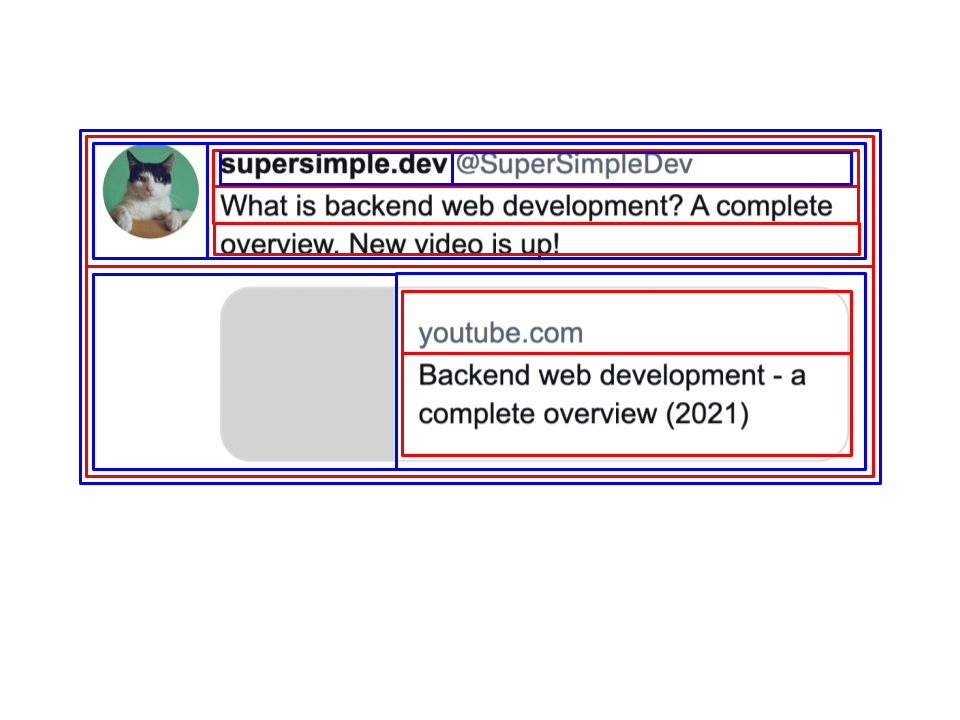 supersimple.dev @SuperSimpleDev
What is backend web development? A complete
overview. New video is up!
youtube.com
Backend web development - a
complete overview (2021)